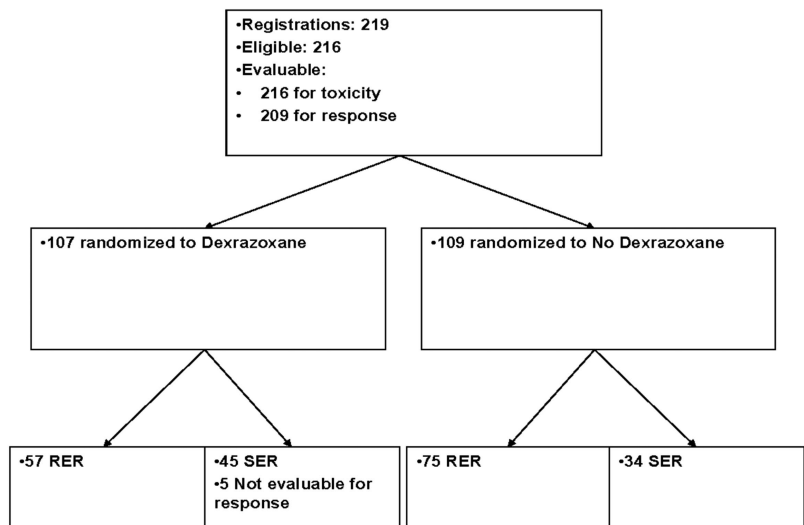 •Registrations: 219
•Eligible: 216
•Evaluable:
• 216 for toxicity
• 209 for response
•107 randomized to Dexrazoxane
•109 randomized to No Dexrazoxane
•57 RER
•45 SER
•5 Not evaluable for
response
•75 RER
•34 SER